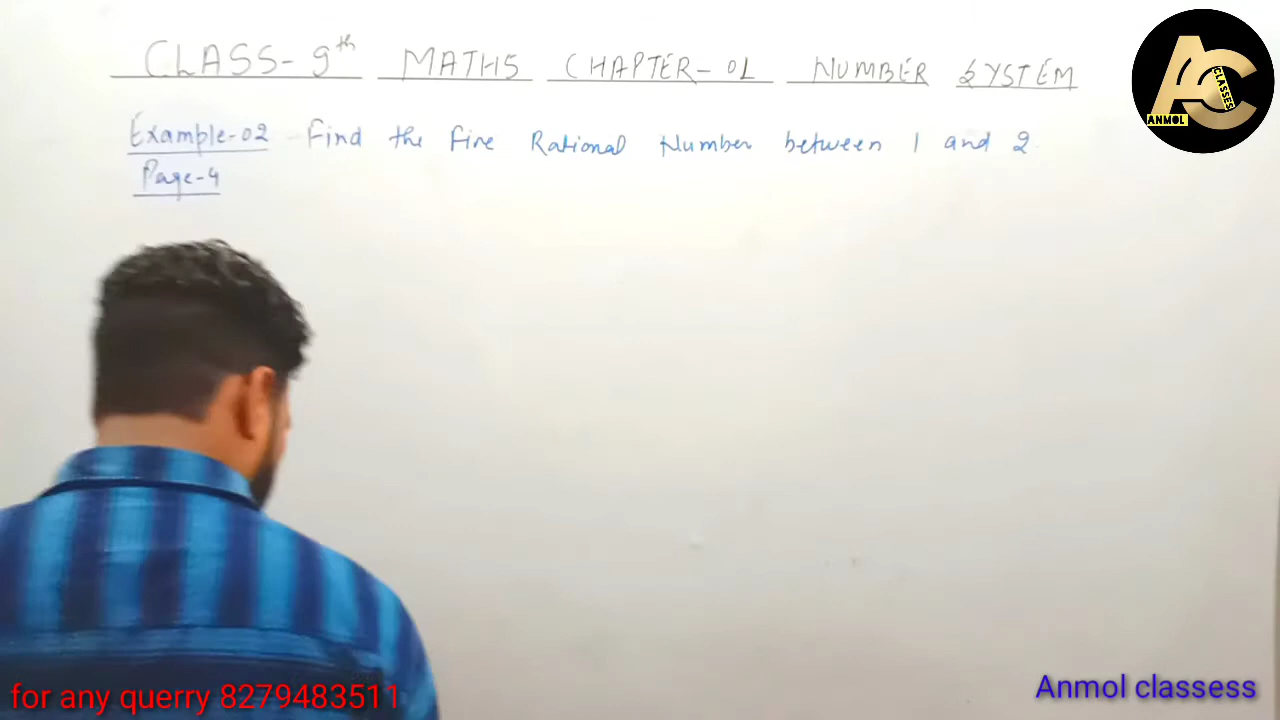 CLASS- 9th MATHS CHAPTER- 01 NUMBER SYSTEM
Example-02 Find the five Rational Number between 1 and 2.
Page-4
AC
CLASSES
ANMOL
for any querry 8279483511
Anmol classess